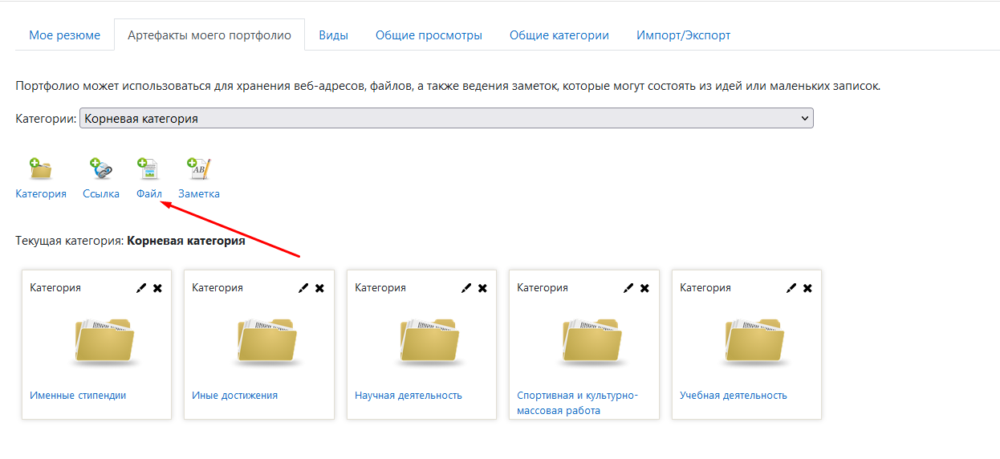 Мое резюме Артефакты моего портфолио Виды Общие просмотры Общие категории Импорт/Экспорт
Портфолио может использоваться для хранения веб-адресов, файлов, а также ведения заметок, которые могут состоять из идей или маленьких записок.
Категории: Корневая категория
AB
Категория Ссылка Файл Заметка
Текущая категория: Корневая категория
Категория Категория Категория Категория Категория
Именные стипендии Иные достижения Научная деятельность Спортивная и культурно- Учебная деятельность
массовая работа